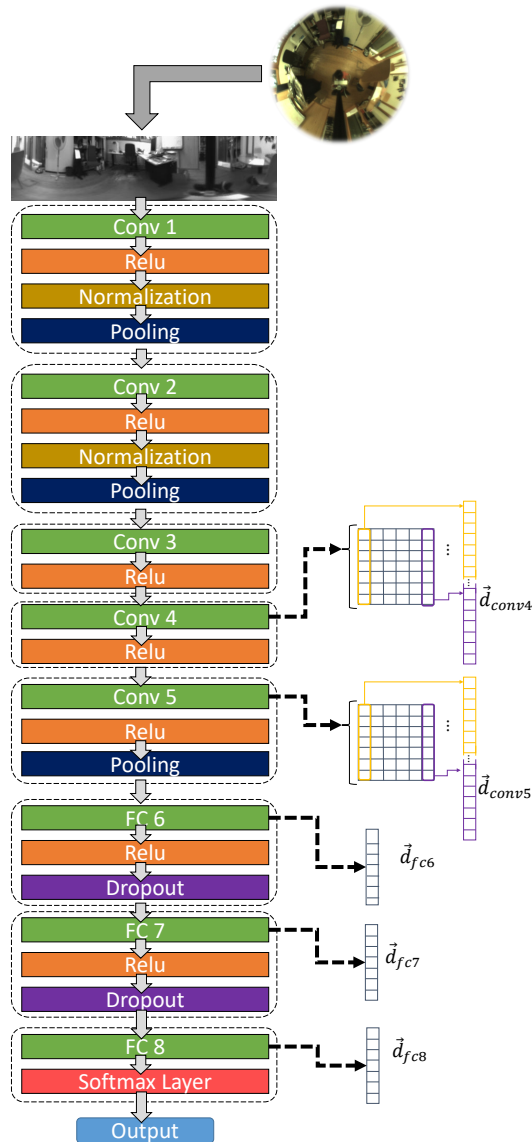 Conv 1
Relu
Normalization
Pooling
Conv 2
Relu
Normalization
Pooling
Conv 3
Relu
Conv 4
Relu
d⃗conv4
Conv 5
Relu
Pooling
d⃗conv5
FC 6
Relu
Dropout
d⃗fc6
FC 7
Relu
Dropout
d⃗fc7
FC 8
Softmax Layer
d⃗fc8
Output